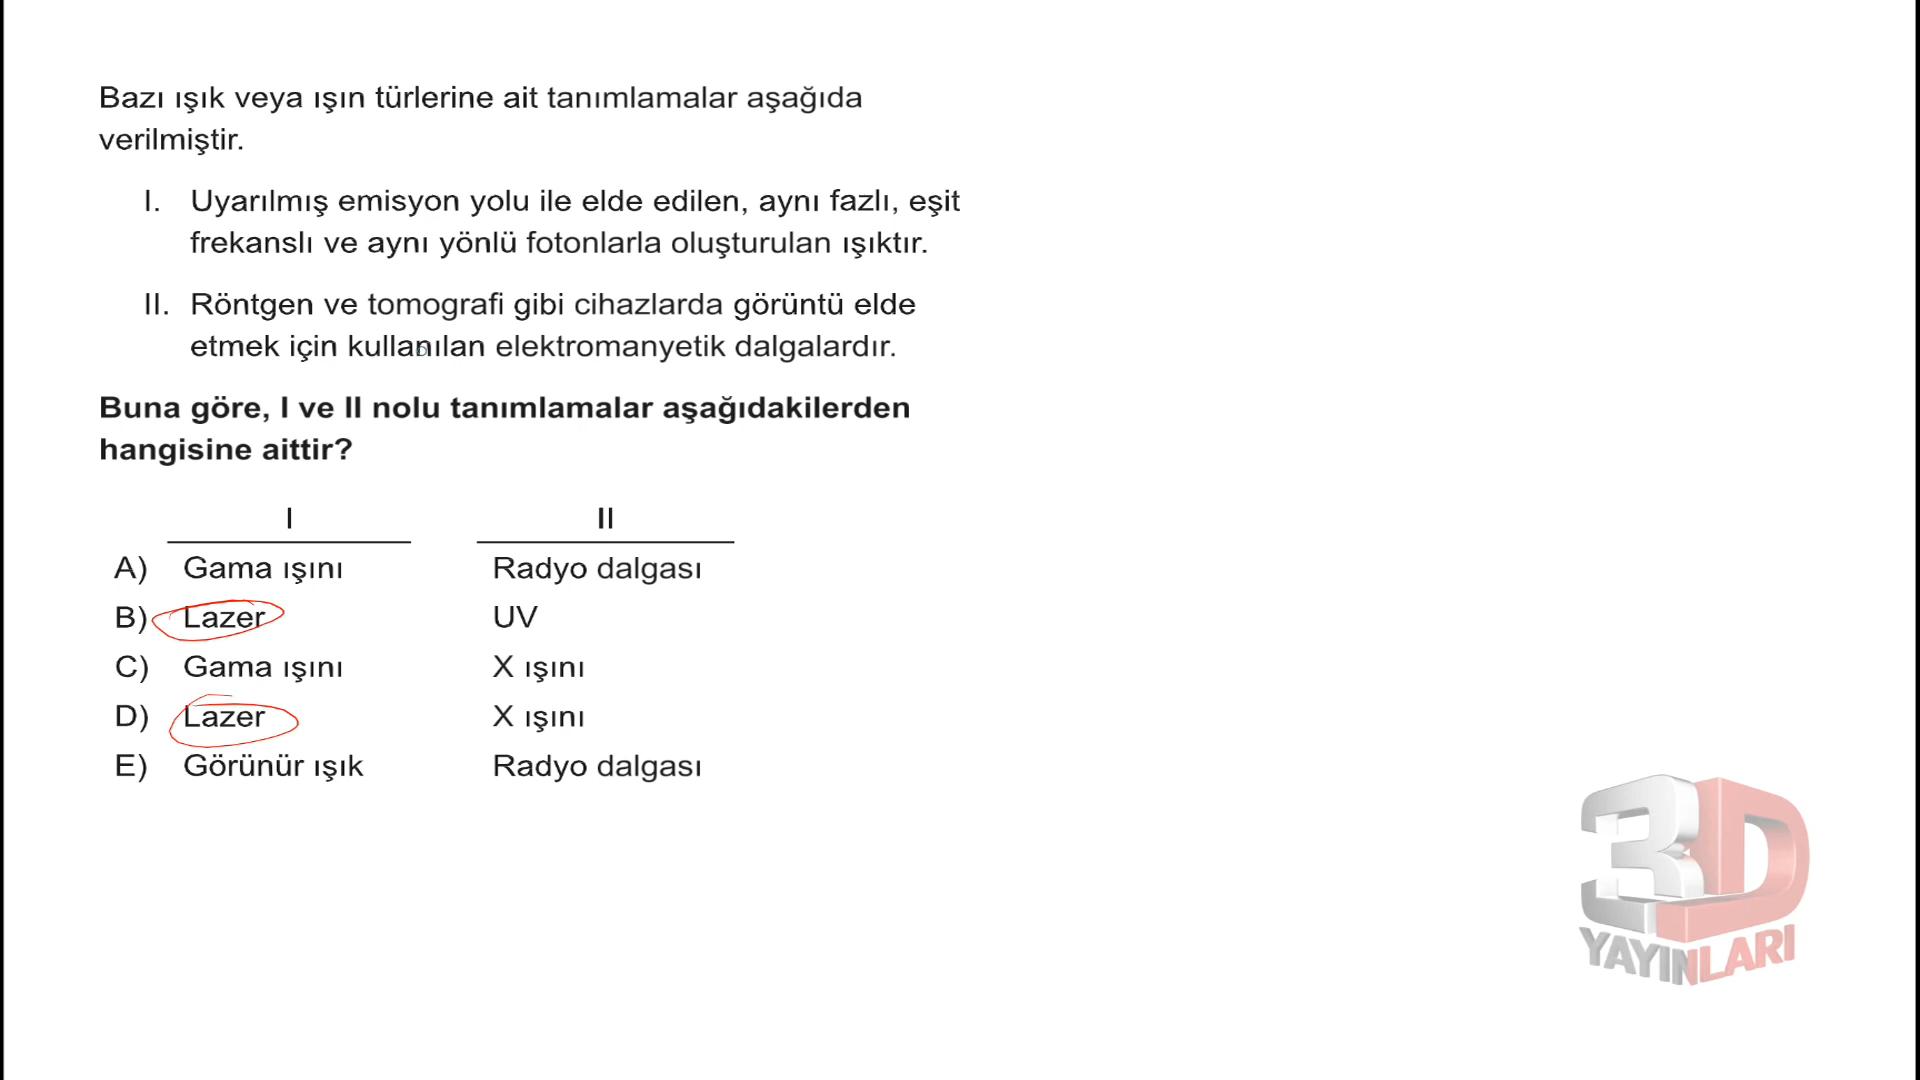 Bazı ışık veya ışın türlerine ait tanımlamalar aşağıda
verilmiştir.
I. Uyarılmış emisyon yolu ile elde edilen, aynı fazlı, eşit
frekanslı ve aynı yönlü fotonlarla oluşturulan ışıktır.
II. Röntgen ve tomografi gibi cihazlarda görüntü elde
etmek için kullanılan elektromanyetik dalgalardır.
Buna göre, I ve II nolu tanımlamalar aşağıdakilerden
hangisine aittir?
I II
A) Gama ışını Radyo dalgası
B) Lazer UV
C) Gama ışını X ışını
D) Lazer X ışını
E) Görünür ışık Radyo dalgası
3D
YAYINLARI